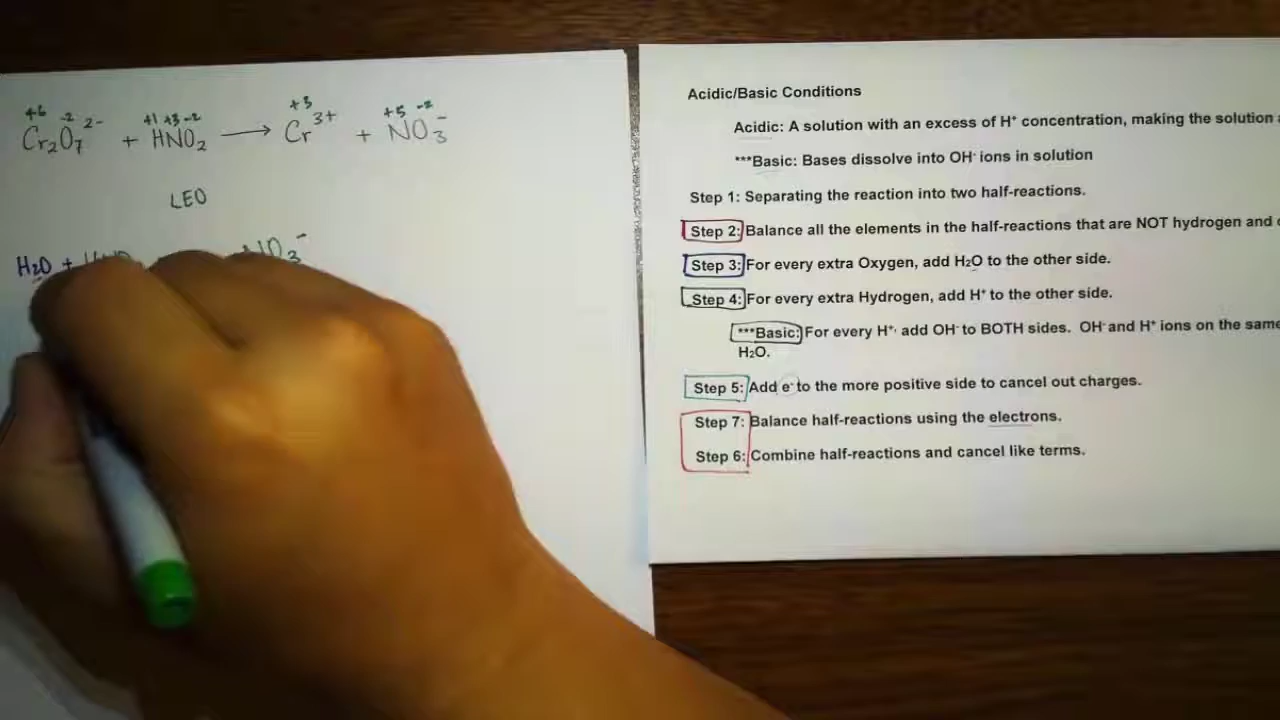 +6 -2 +1 +3 -2 +3 +5 -2
Cr₂O₇²⁻ + HNO₂ → Cr³⁺ + NO₃⁻
LEO
H₂O + NO₃⁻
Acidic/Basic Conditions
Acidic: A solution with an excess of H⁺ concentration, making the solution
***Basic: Bases dissolve into OH⁻ ions in solution
Step 1: Separating the reaction into two half-reactions.
Step 2: Balance all the elements in the half-reactions that are NOT hydrogen and
Step 3: For every extra Oxygen, add H₂O to the other side.
Step 4: For every extra Hydrogen, add H⁺ to the other side.
***Basic: For every H⁺, add OH⁻ to BOTH sides. OH⁻ and H⁺ ions on the same
H₂O.
Step 5: Add e⁻ to the more positive side to cancel out charges.
Step 7: Balance half-reactions using the electrons.
Step 6: Combine half-reactions and cancel like terms.